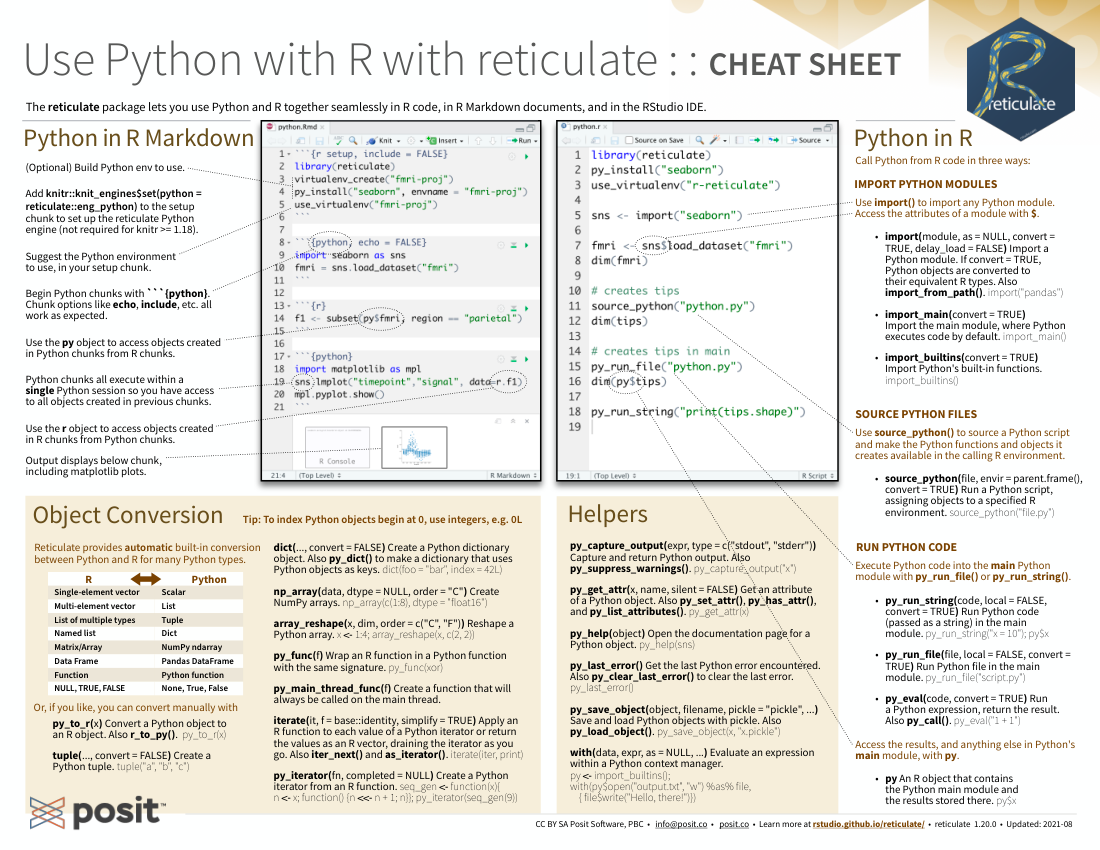 Use Python with R with reticulate : : CHEAT SHEET
reticulate
The reticulate package lets you use Python and R together seamlessly in R code, in R Markdown documents, and in the RStudio IDE.
Python in R Markdown
(Optional) Build Python env to use.
Add knitr::knit_engines$set(python =
reticulate::eng_python) to the setup
chunk to set up the reticulate Python
engine (not required for knitr >= 1.18).
Suggest the Python environment
to use, in your setup chunk.
Begin Python chunks with ```{python}.
Chunk options like echo, include, etc. all
work as expected.
Use the py object to access objects created
in Python chunks from R chunks.
Python chunks all execute within a
single Python session so you have access
to all objects created in previous chunks.
Use the r object to access objects created
in R chunks from Python chunks.
Output displays below chunk,
including matplotlib plots.
python.Rmd
Knit Insert Run
1 ```{r setup, include = FALSE}
2 library(reticulate)
3 virtualenv_create("fmri-proj")
4 py_install("seaborn", envname = "fmri-proj")
5 use_virtualenv("fmri-proj")
6 ```
7
8 ```{python, echo = FALSE}
9 import seaborn as sns
10 fmri = sns.load_dataset("fmri")
11 ```
12
13 ```{r}
14 f1 <- subset(py$fmri, region == "parietal")
15 ```
16
17 ```{python}
18 import matplotlib as mpl
19 sns.lmplot("timepoint","signal", data=r.f1)
20 mpl.pyplot.show()
21 ```
R Console
21:4 (Top Level) R Markdown
python.r
Source on Save Source
1 library(reticulate)
2 py_install("seaborn")
3 use_virtualenv("r-reticulate")
4
5 sns <- import("seaborn")
6
7 fmri <- sns$load_dataset("fmri")
8 dim(fmri)
9
10 # creates tips
11 source_python("python.py")
12 dim(tips)
13
14 # creates tips in main
15 py_run_file("python.py")
16 dim(py$tips)
17
18 py_run_string("print(tips.shape)")
19
19:1 (Top Level) R Script
Python in R
Call Python from R code in three ways:
IMPORT PYTHON MODULES
Use import() to import any Python module.
Access the attributes of a module with $.
• import(module, as = NULL, convert =
TRUE, delay_load = FALSE) Import a
Python module. If convert = TRUE,
Python objects are converted to
their equivalent R types. Also
import_from_path(). import("pandas")
• import_main(convert = TRUE)
Import the main module, where Python
executes code by default. import_main()
• import_builtins(convert = TRUE)
Import Python's built-in functions.
import_builtins()
SOURCE PYTHON FILES
Use source_python() to source a Python script
and make the Python functions and objects it
creates available in the calling R environment.
• source_python(file, envir = parent.frame(),
convert = TRUE) Run a Python script,
assigning objects to a specified R
environment. source_python("file.py")
RUN PYTHON CODE
Execute Python code into the main Python
module with py_run_file() or py_run_string().
• py_run_string(code, local = FALSE,
convert = TRUE) Run Python code
(passed as a string) in the main
module. py_run_string("x = 10"); py$x
• py_run_file(file, local = FALSE, convert =
TRUE) Run Python file in the main
module. py_run_file("script.py")
• py_eval(code, convert = TRUE) Run
a Python expression, return the result.
Also py_call(). py_eval("1 + 1")
Access the results, and anything else in Python's
main module, with py.
• py An R object that contains
the Python main module and
the results stored there. py$x
Object Conversion
Tip: To index Python objects begin at 0, use integers, e.g. 0L
Reticulate provides automatic built-in conversion
between Python and R for many Python types.
R Python
Single-element vector Scalar
Multi-element vector List
List of multiple types Tuple
Named list Dict
Matrix/Array NumPy ndarray
Data Frame Pandas DataFrame
Function Python function
NULL, TRUE, FALSE None, True, False
Or, if you like, you can convert manually with
py_to_r(x) Convert a Python object to
an R object. Also r_to_py(). py_to_r(x)
tuple(..., convert = FALSE) Create a
Python tuple. tuple("a", "b", "c")
dict(..., convert = FALSE) Create a Python dictionary
object. Also py_dict() to make a dictionary that uses
Python objects as keys. dict(foo = "bar", index = 42L)
np_array(data, dtype = NULL, order = "C") Create
NumPy arrays. np_array(c(1:8), dtype = "float16")
array_reshape(x, dim, order = c("C", "F")) Reshape a
Python array. x <- 1:4; array_reshape(x, c(2, 2))
py_func(f) Wrap an R function in a Python function
with the same signature. py_func(xor)
py_main_thread_func(f) Create a function that will
always be called on the main thread.
iterate(it, f = base::identity, simplify = TRUE) Apply an
R function to each value of a Python iterator or return
the values as an R vector, draining the iterator as you
go. Also iter_next() and as_iterator(). iterate(iter, print)
py_iterator(fn, completed = NULL) Create a Python
iterator from an R function. seq_gen <- function(x){
n <- x; function() {n <<- n + 1; n}}; py_iterator(seq_gen(9))
Helpers
py_capture_output(expr, type = c("stdout", "stderr"))
Capture and return Python output. Also
py_suppress_warnings(). py_capture_output("x")
py_get_attr(x, name, silent = FALSE) Get an attribute
of a Python object. Also py_set_attr(), py_has_attr(),
and py_list_attributes(). py_get_attr(x)
py_help(object) Open the documentation page for a
Python object. py_help(sns)
py_last_error() Get the last Python error encountered.
Also py_clear_last_error() to clear the last error.
py_last_error()
py_save_object(object, filename, pickle = "pickle", ...)
Save and load Python objects with pickle. Also
py_load_object(). py_save_object(x, "x.pickle")
with(data, expr, as = NULL, ...) Evaluate an expression
within a Python context manager.
py <- import_builtins();
with(py$open("output.txt", "w") %as% file,
{ file$write("Hello, there!")})
posit™
CC BY SA Posit Software, PBC • info@posit.co • posit.co • Learn more at rstudio.github.io/reticulate/ • reticulate 1.20.0 • Updated: 2021-08